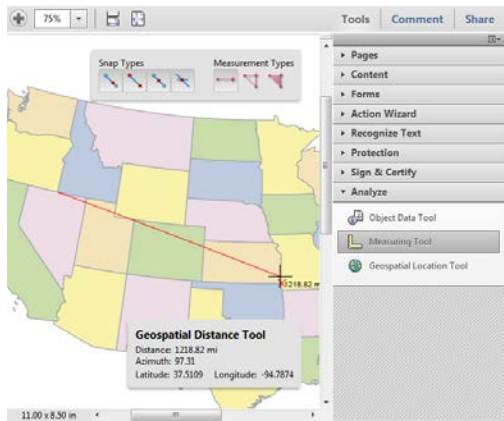 75%
Tools
Comment
Share
Snap Types
Measurement Types
Pages
Content
Forms
Action Wizard
Recognize Text
Protection
Sign & Certify
Analyze
Object Data Tool
Measuring Tool
Geospatial Location Tool
1218.82 m
Geospatial Distance Tool
Distance: 1218.82 mi
Azimuth: 97.31
Latitude: 37.5109 Longitude: -94.7874
11.00 x 8.50 in